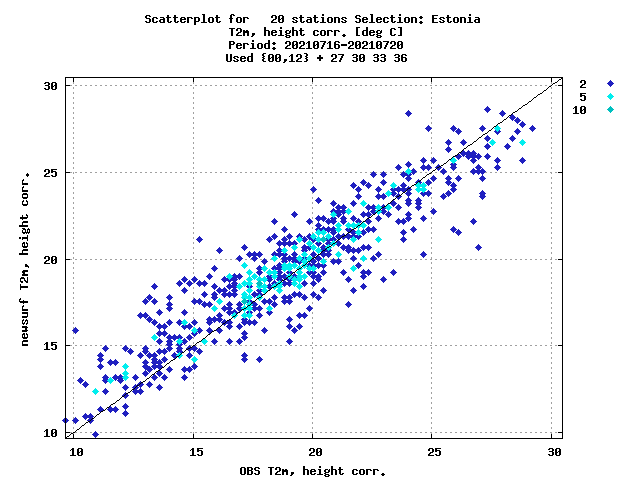 Scatterplot for   20 stations Selection: Estonia
T2m, height corr. [deg C]
Period: 20210716-20210720
Used {00,12} + 27 30 33 36
2
5
10
30
25
20
15
10
newsurf T2m, height corr.
10 15 20 25 30
OBS T2m, height corr.